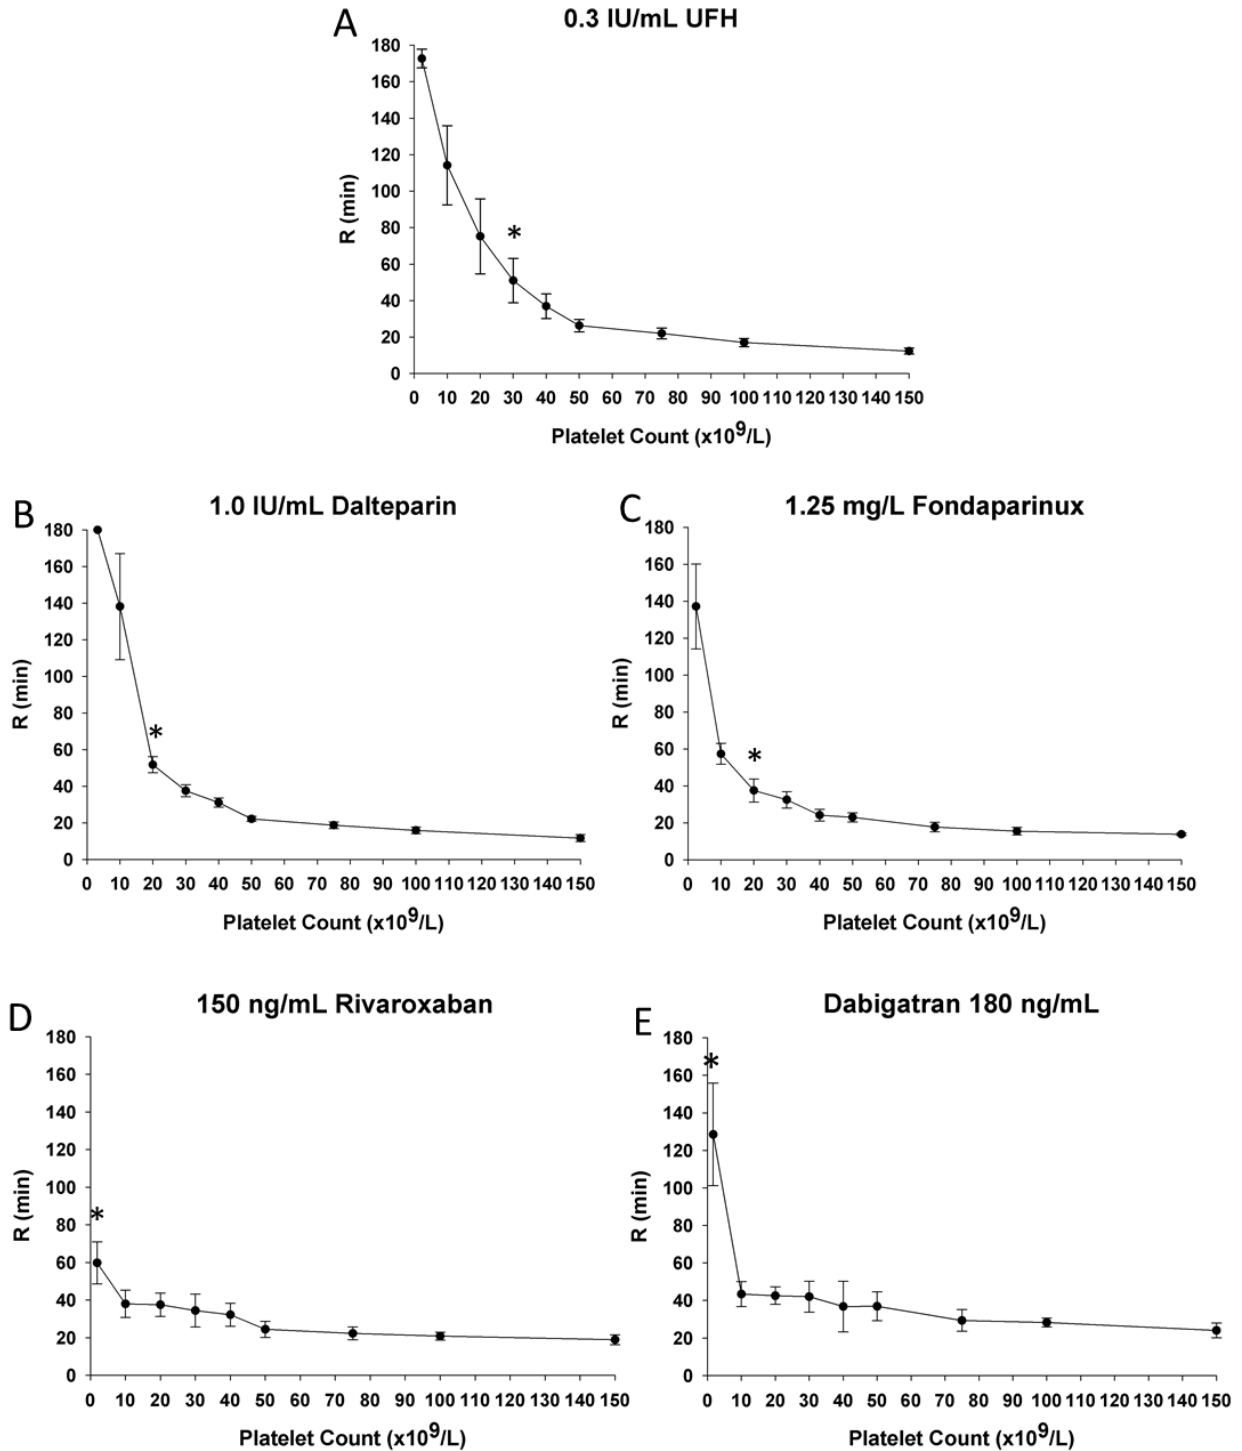 A
0.3 IU/mL UFH
180
160
140
120
100
80
60
40
20
0
R (min)
*
0 10 20 30 40 50 60 70 80 90 100 110 120 130 140 150
Platelet Count (x10⁹/L)
B
1.0 IU/mL Dalteparin
180
160
140
120
100
80
60
40
20
0
R (min)
*
0 10 20 30 40 50 60 70 80 90 100 110 120 130 140 150
Platelet Count (x10⁹/L)
C
1.25 mg/L Fondaparinux
180
160
140
120
100
80
60
40
20
0
R (min)
*
0 10 20 30 40 50 60 70 80 90 100 110 120 130 140 150
Platelet Count (x10⁹/L)
D
150 ng/mL Rivaroxaban
180
160
140
120
100
80
60
40
20
0
R (min)
*
0 10 20 30 40 50 60 70 80 90 100 110 120 130 140 150
Platelet Count (x10⁹/L)
E
Dabigatran 180 ng/mL
180
160
140
120
100
80
60
40
20
0
R (min)
*
0 10 20 30 40 50 60 70 80 90 100 110 120 130 140 150
Platelet Count (x10⁹/L)